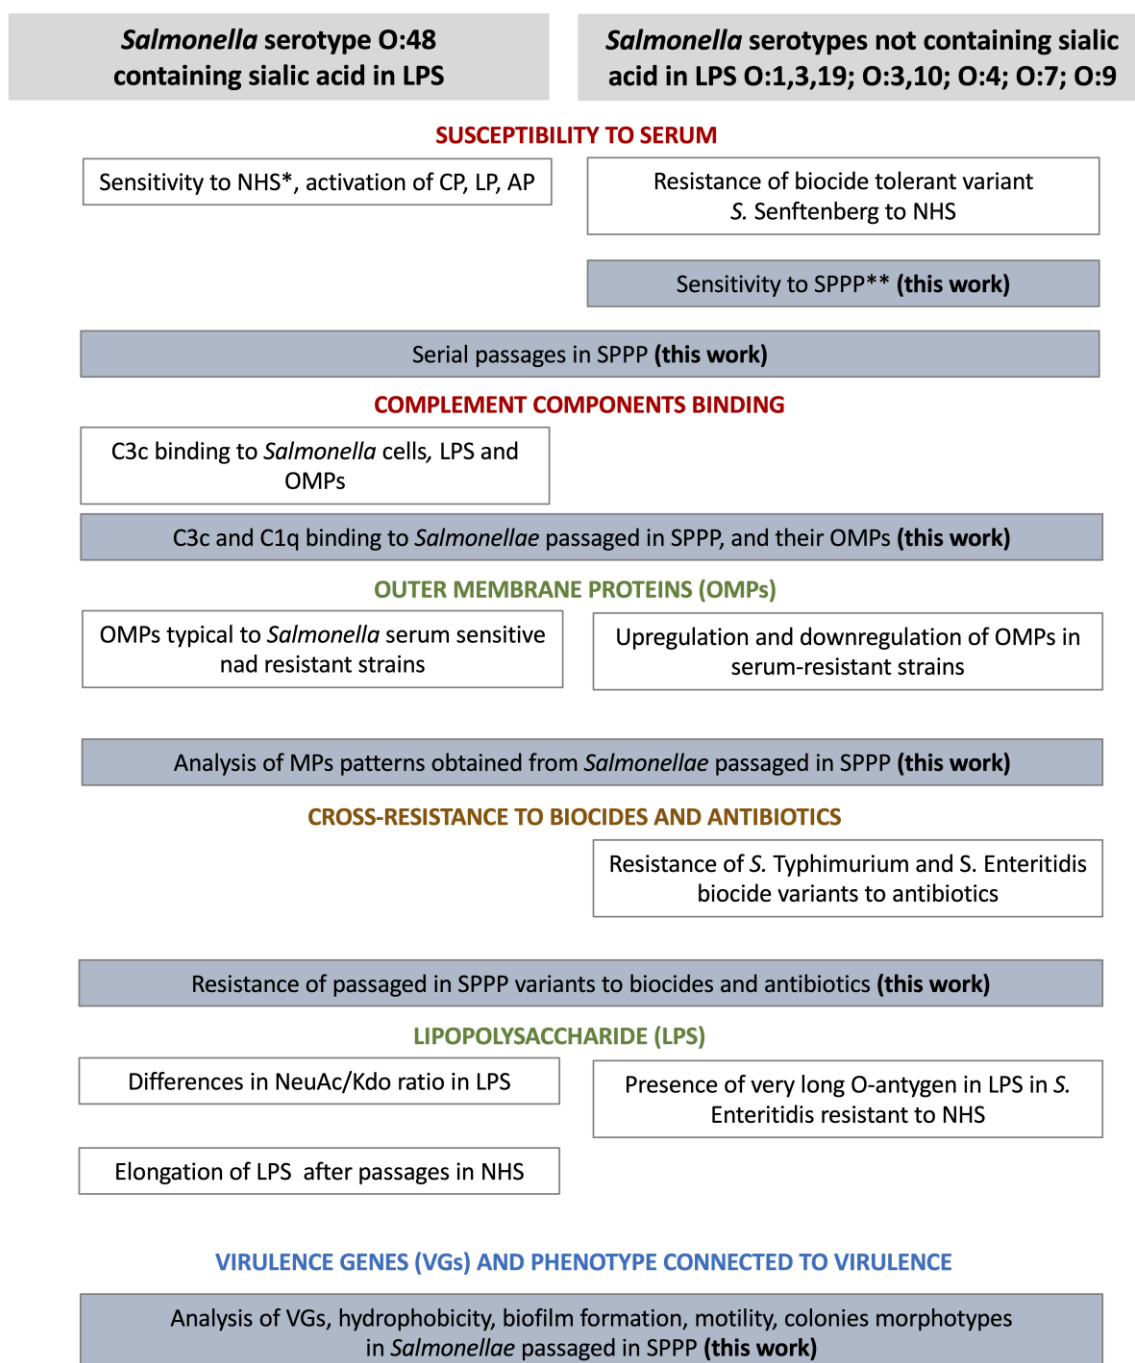 Salmonella serotype O:48
containing sialic acid in LPS
Salmonella serotypes not containing sialic
acid in LPS O:1,3,19; O:3,10; O:4; O:7; O:9
SUSCEPTIBILITY TO SERUM
Sensitivity to NHS*, activation of CP, LP, AP
Resistance of biocide tolerant variant
S. Senftenberg to NHS
Sensitivity to SPPP** (this work)
Serial passages in SPPP (this work)
COMPLEMENT COMPONENTS BINDING
C3c binding to Salmonella cells, LPS and
OMPs
C3c and C1q binding to Salmonellae passaged in SPPP, and their OMPs (this work)
OUTER MEMBRANE PROTEINS (OMPs)
OMPs typical to Salmonella serum sensitive
nad resistant strains
Upregulation and downregulation of OMPs in
serum-resistant strains
Analysis of MPs patterns obtained from Salmonellae passaged in SPPP (this work)
CROSS-RESISTANCE TO BIOCIDES AND ANTIBIOTICS
Resistance of S. Typhimurium and S. Enteritidis
biocide variants to antibiotics
Resistance of passaged in SPPP variants to biocides and antibiotics (this work)
LIPOPOLYSACCHARIDE (LPS)
Differences in NeuAc/Kdo ratio in LPS
Presence of very long O-antygen in LPS in S.
Enteritidis resistant to NHS
Elongation of LPS after passages in NHS
VIRULENCE GENES (VGs) AND PHENOTYPE CONNECTED TO VIRULENCE
Analysis of VGs, hydrophobicity, biofilm formation, motility, colonies morphotypes
in Salmonellae passaged in SPPP (this work)